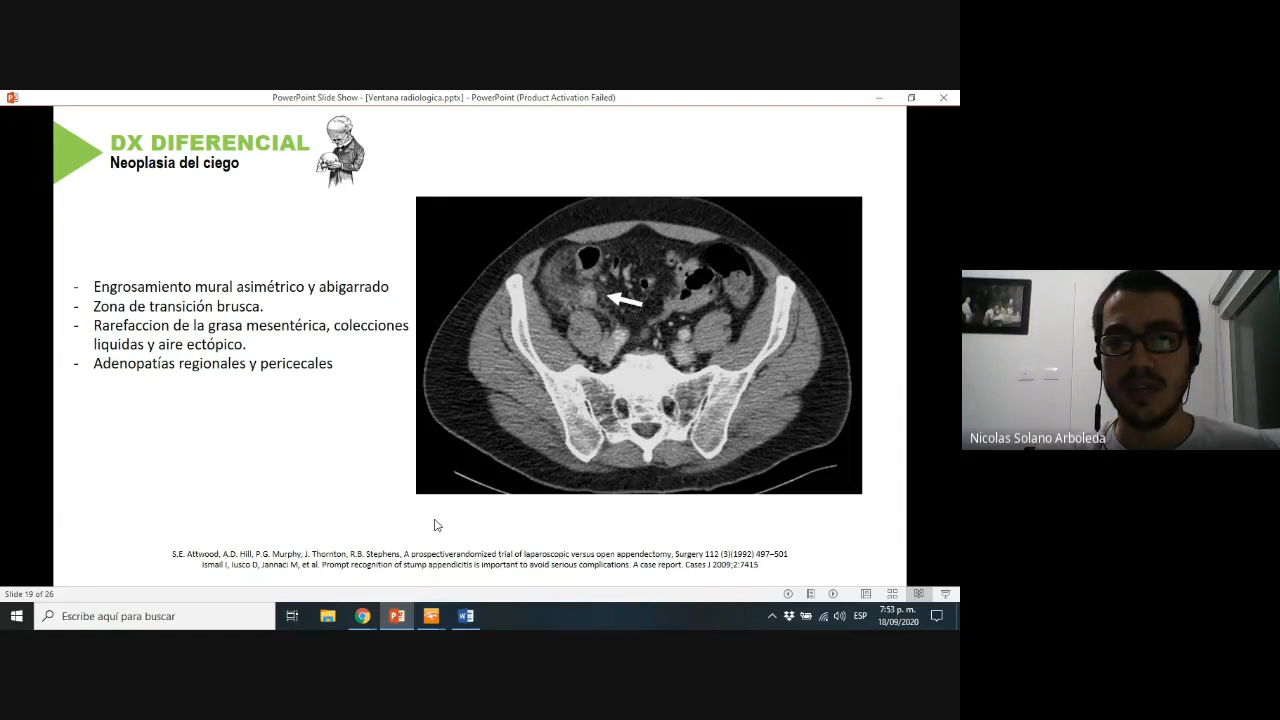 PowerPoint Slide Show - [Ventana radiologica.pptx] - PowerPoint (Product Activation Failed)
DX DIFERENCIAL
Neoplasia del ciego
- Engrosamiento mural asimétrico y abigarrado
- Zona de transición brusca.
- Rarefaccion de la grasa mesentérica, colecciones
liquidas y aire ectópico.
- Adenopatías regionales y pericecales
Nicolas Solano Arboleda
S.E. Attwood, A.D. Hill, P.G. Murphy, J. Thornton, R.B. Stephens, A prospectiverandomized trial of laparoscopic versus open appendectomy, Surgery 112 (3)(1992) 497–501
Ismail I, Iusco D, Jannaci M, et al. Prompt recognition of stump appendicitis is important to avoid serious complications. A case report. Cases J 2009;2:7415
Slide 19 of 26
Escribe aquí para buscar
ESP
7:53 p. m.
18/09/2020